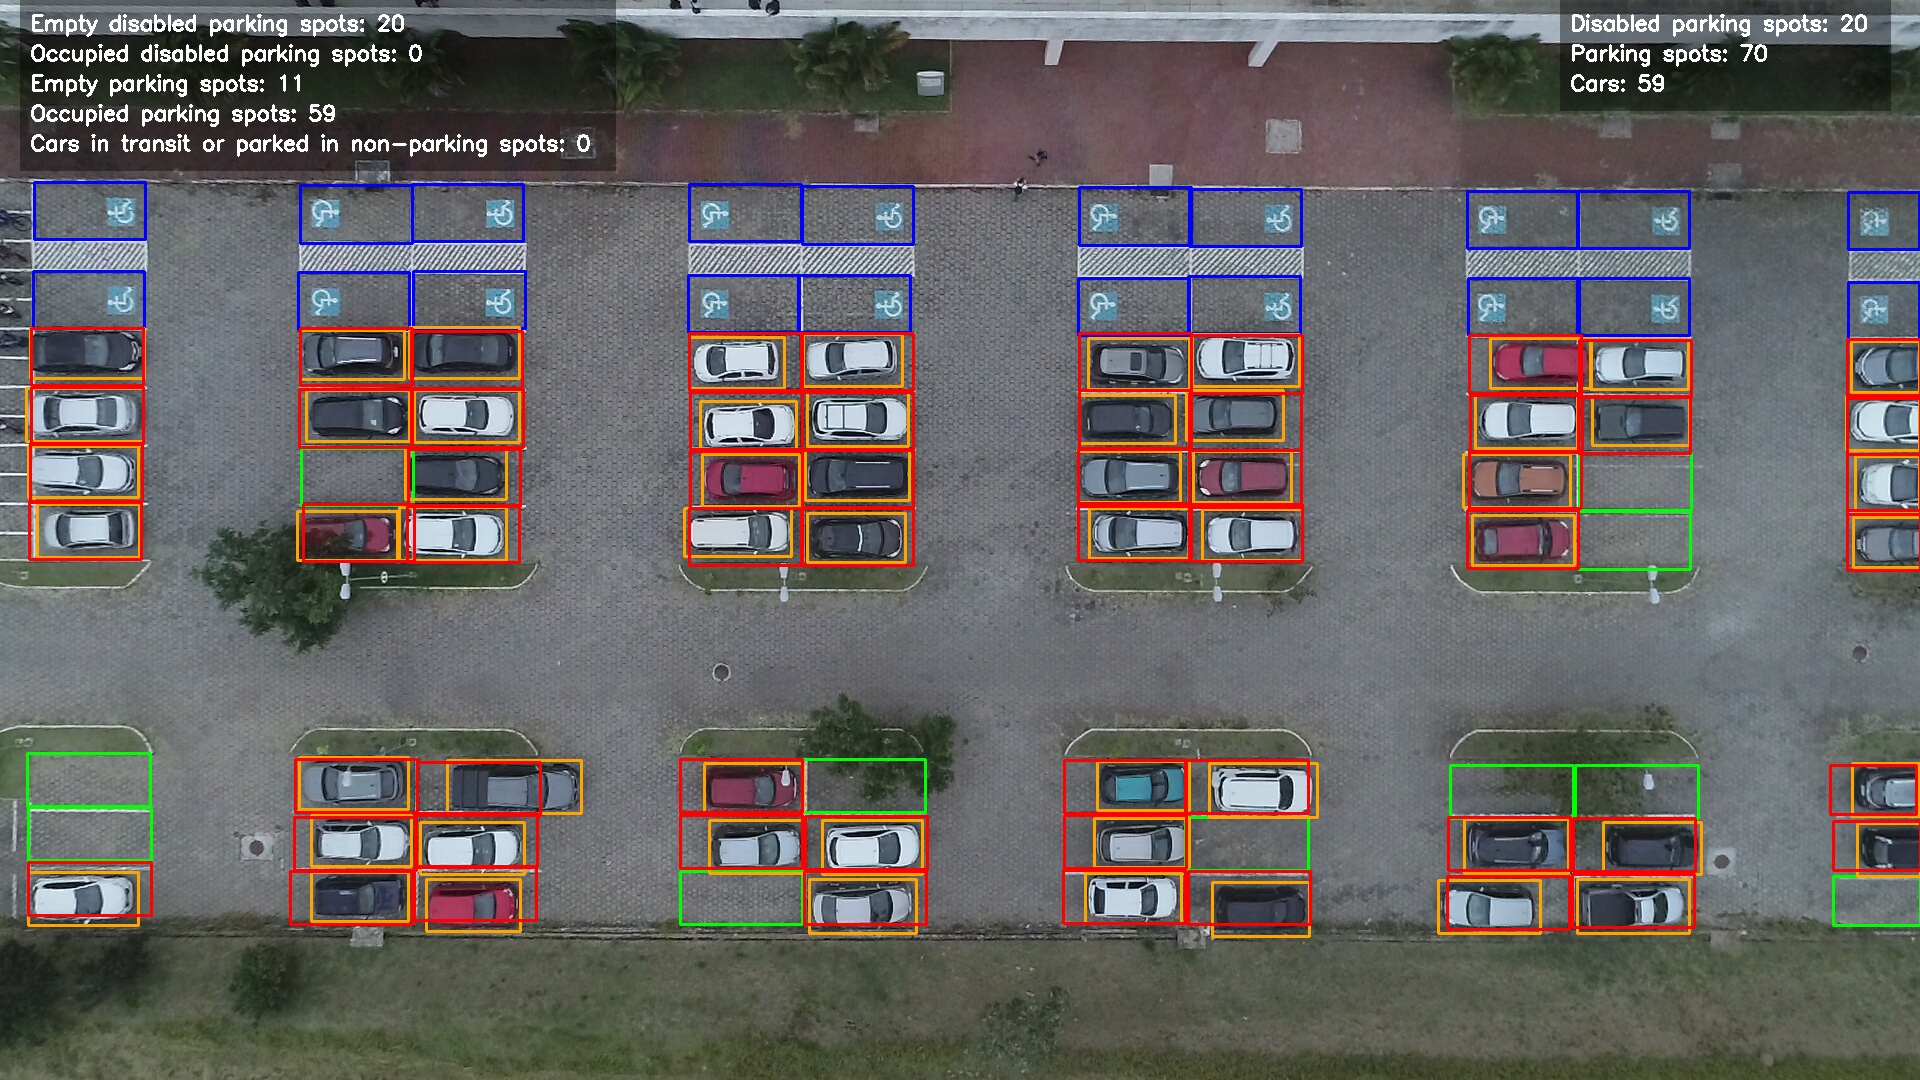 Empty disabled parking spots: 20
Occupied disabled parking spots: 0
Empty parking spots: 11
Occupied parking spots: 59
Cars in transit or parked in non-parking spots: 0
Disabled parking spots: 20
Parking spots: 70
Cars: 59